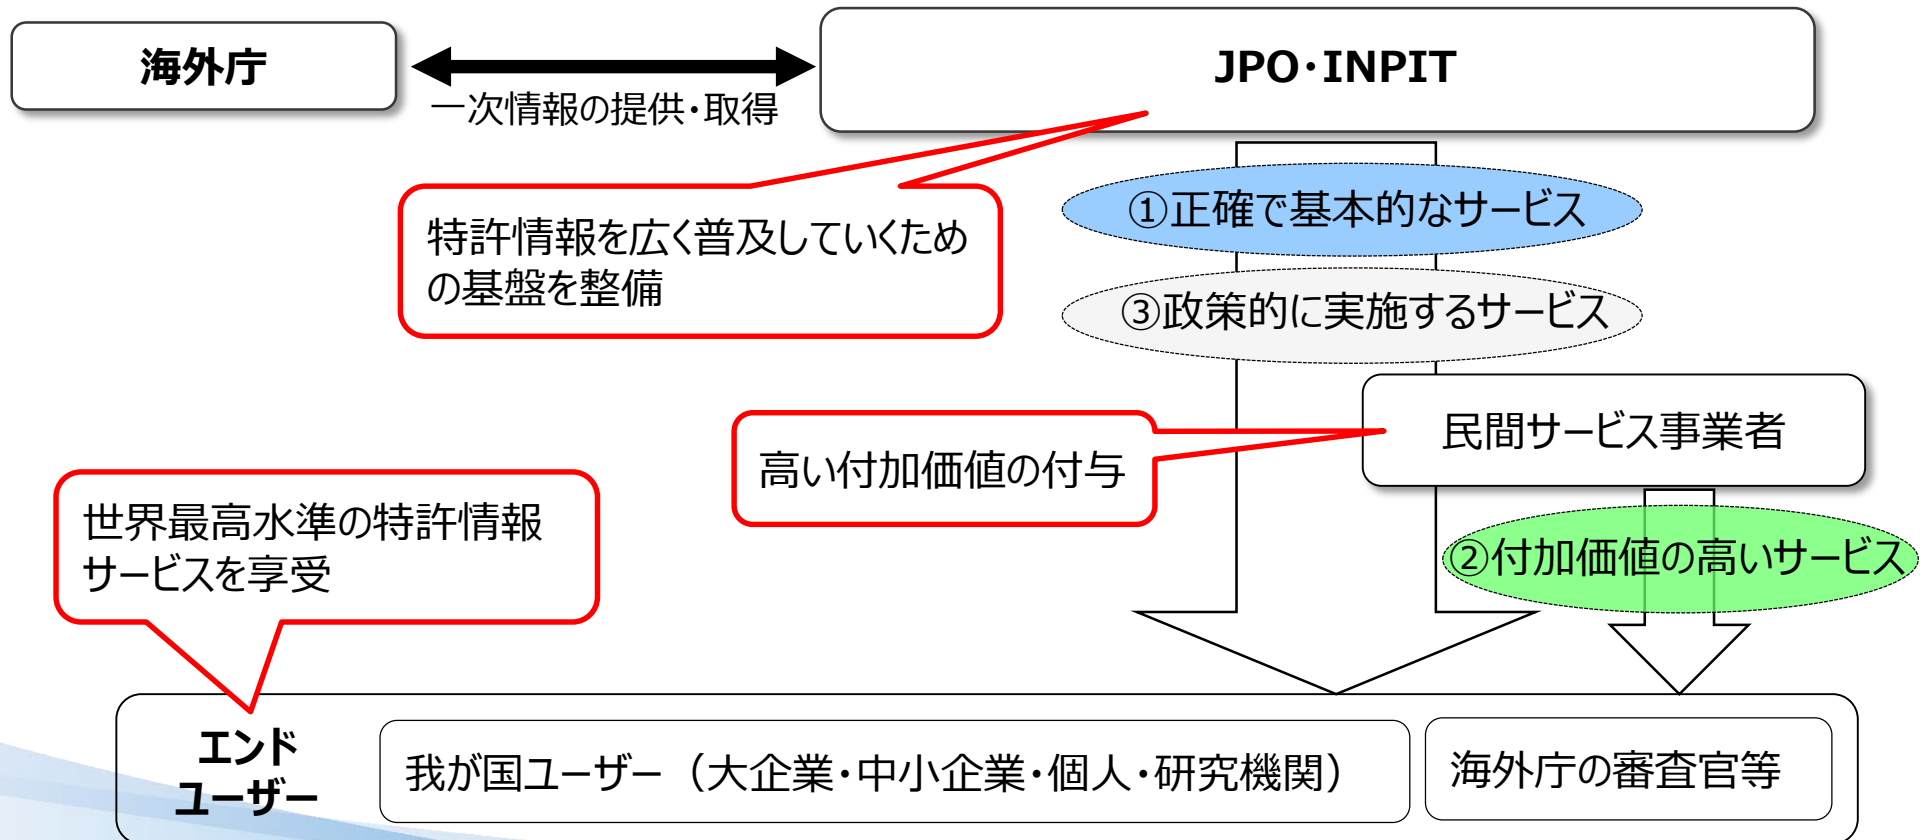 海外庁
JPO・INPIT
一次情報の提供・取得
①正確で基本的なサービス
特許情報を広く普及していくため
の基盤を整備
③政策的に実施するサービス
民間サービス事業者
高い付加価値の付与
世界最高水準の特許情報
サービスを享受
②付加価値の高いサービス
エンド
ユーザー
我が国ユーザー（大企業・中小企業・個人・研究機関）
海外庁の審査官等